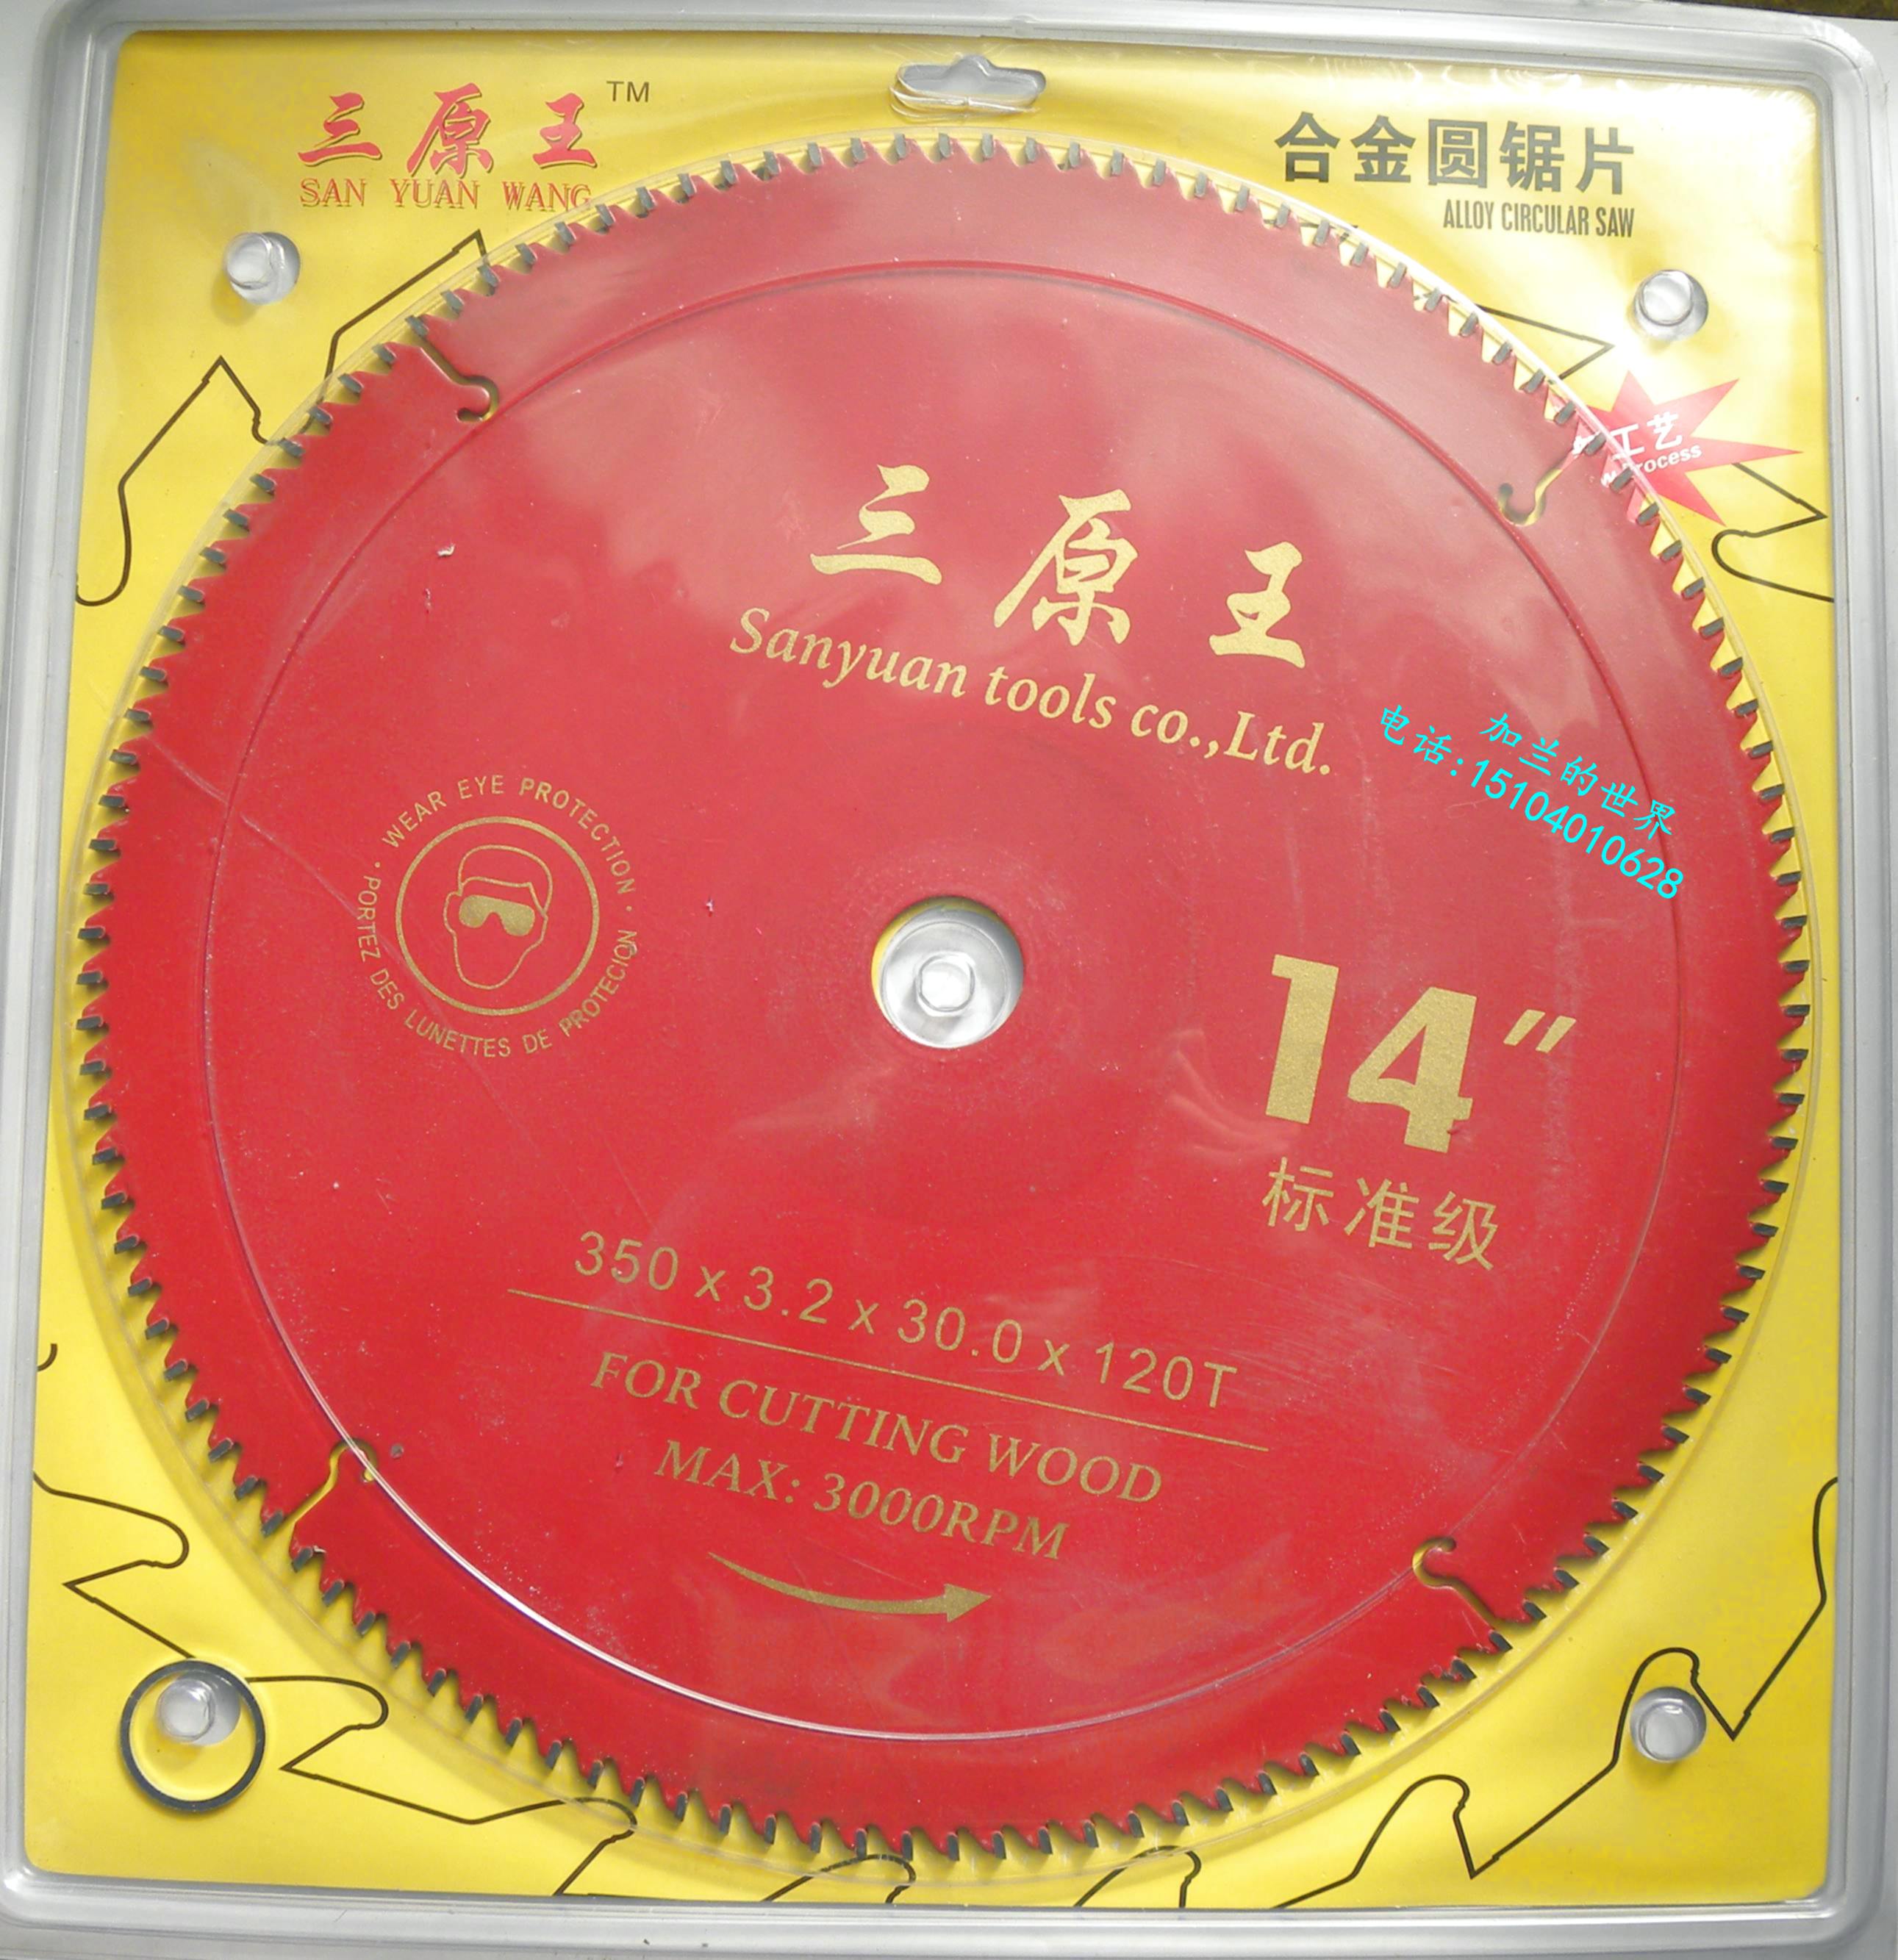 三原王 TM
SAN YUAN WANG
合金圆锯片
ALLOY CIRCULAR SAW
工艺
三原王
Sanyuan tools co.,Ltd.
加兰的世界
电话:15104010628
· WEAR EYE PROTECTION ·
PORTEZ DES LUNETTES DE PROTECION
14"
标准级
350 x 3.2 x 30.0 x 120T
FOR CUTTING WOOD
MAX: 3000RPM